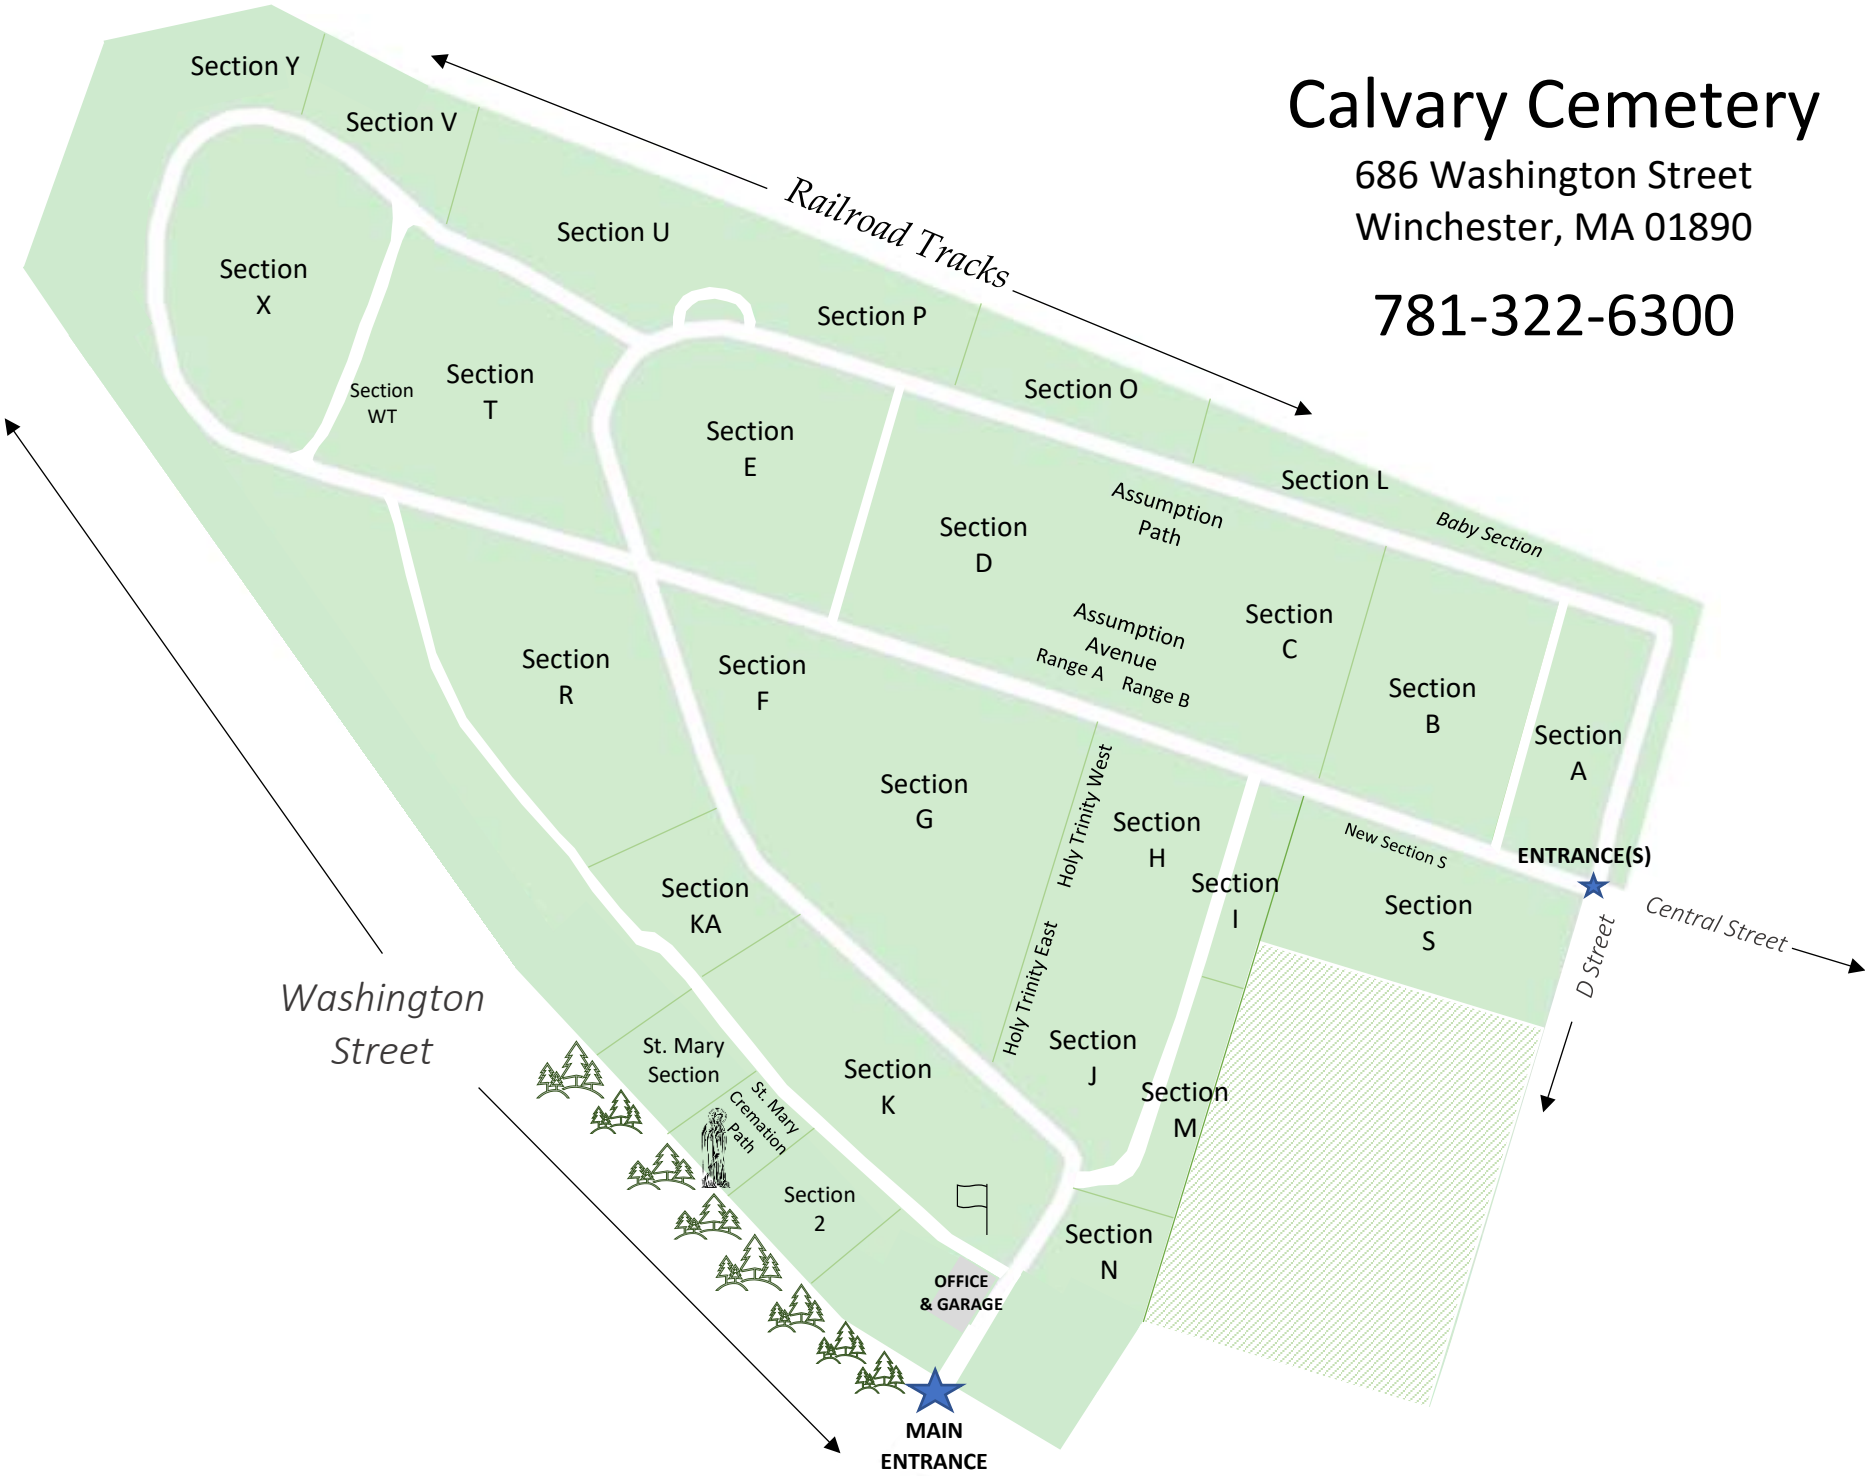 Calvary Cemetery
686 Washington Street
Winchester, MA 01890
781-322-6300
Railroad Tracks
Section Y
Section V
Section U
Section P
Section O
Section L
Baby Section
Section
X
Section
WT
Section
T
Section
E
Section
D
Assumption
Path
Assumption
Avenue
Range A
Range B
Section
C
Section
B
Section
A
Section
R
Section
F
Section
G
Holy Trinity West
Holy Trinity East
Section
H
Section
I
New Section S
Section
S
ENTRANCE(S)
Central Street
D Street
Section
KA
Washington
Street
St. Mary
Section
St. Mary
Cremation
Path
Section
K
Section
J
Section
M
Section
2
Section
N
OFFICE
& GARAGE
MAIN
ENTRANCE